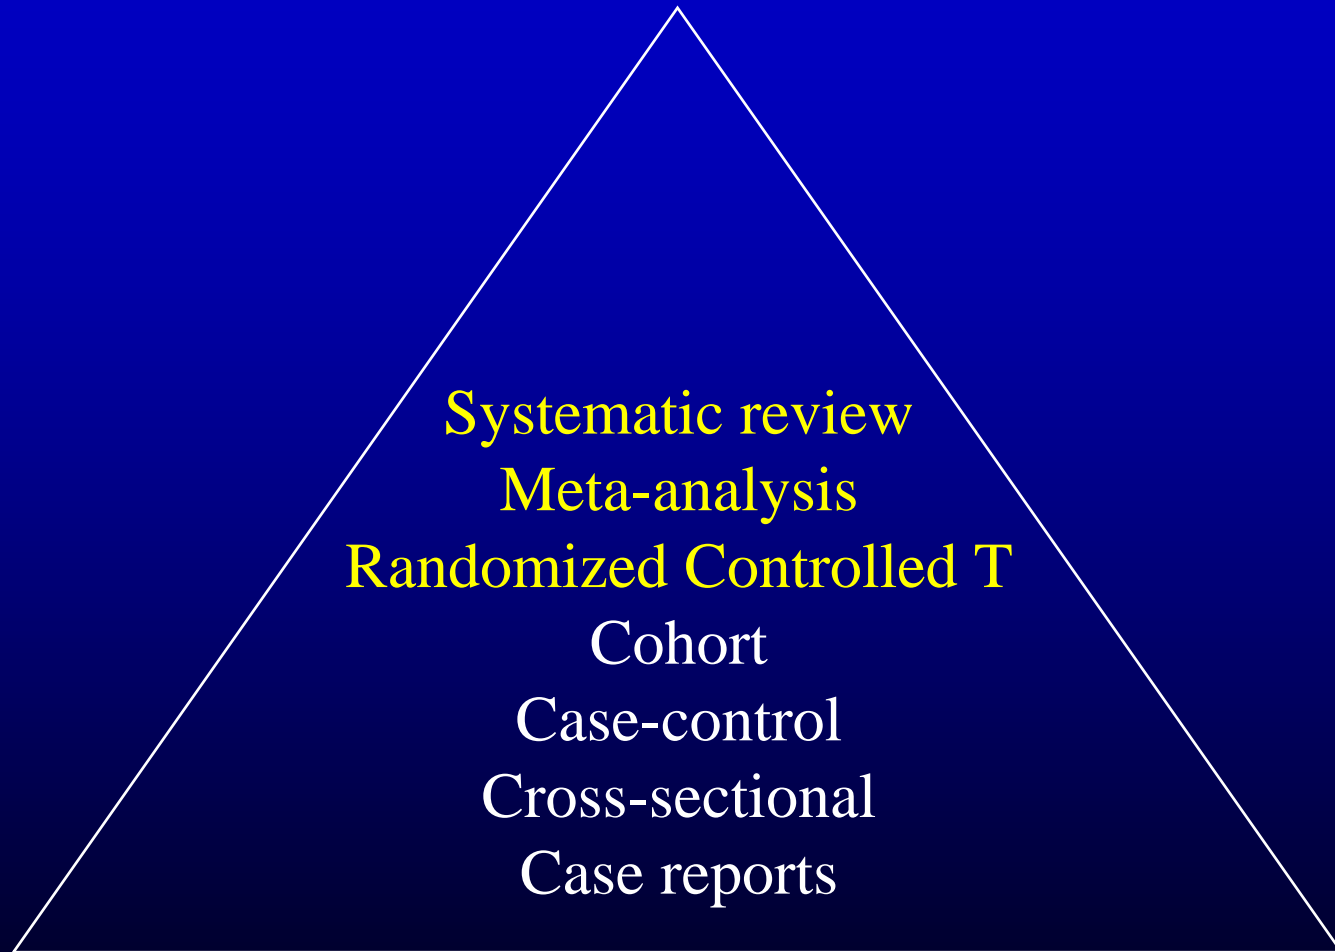 Systematic review
Meta-analysis
Randomized Controlled T
Cohort
Case-control
Cross-sectional
Case reports